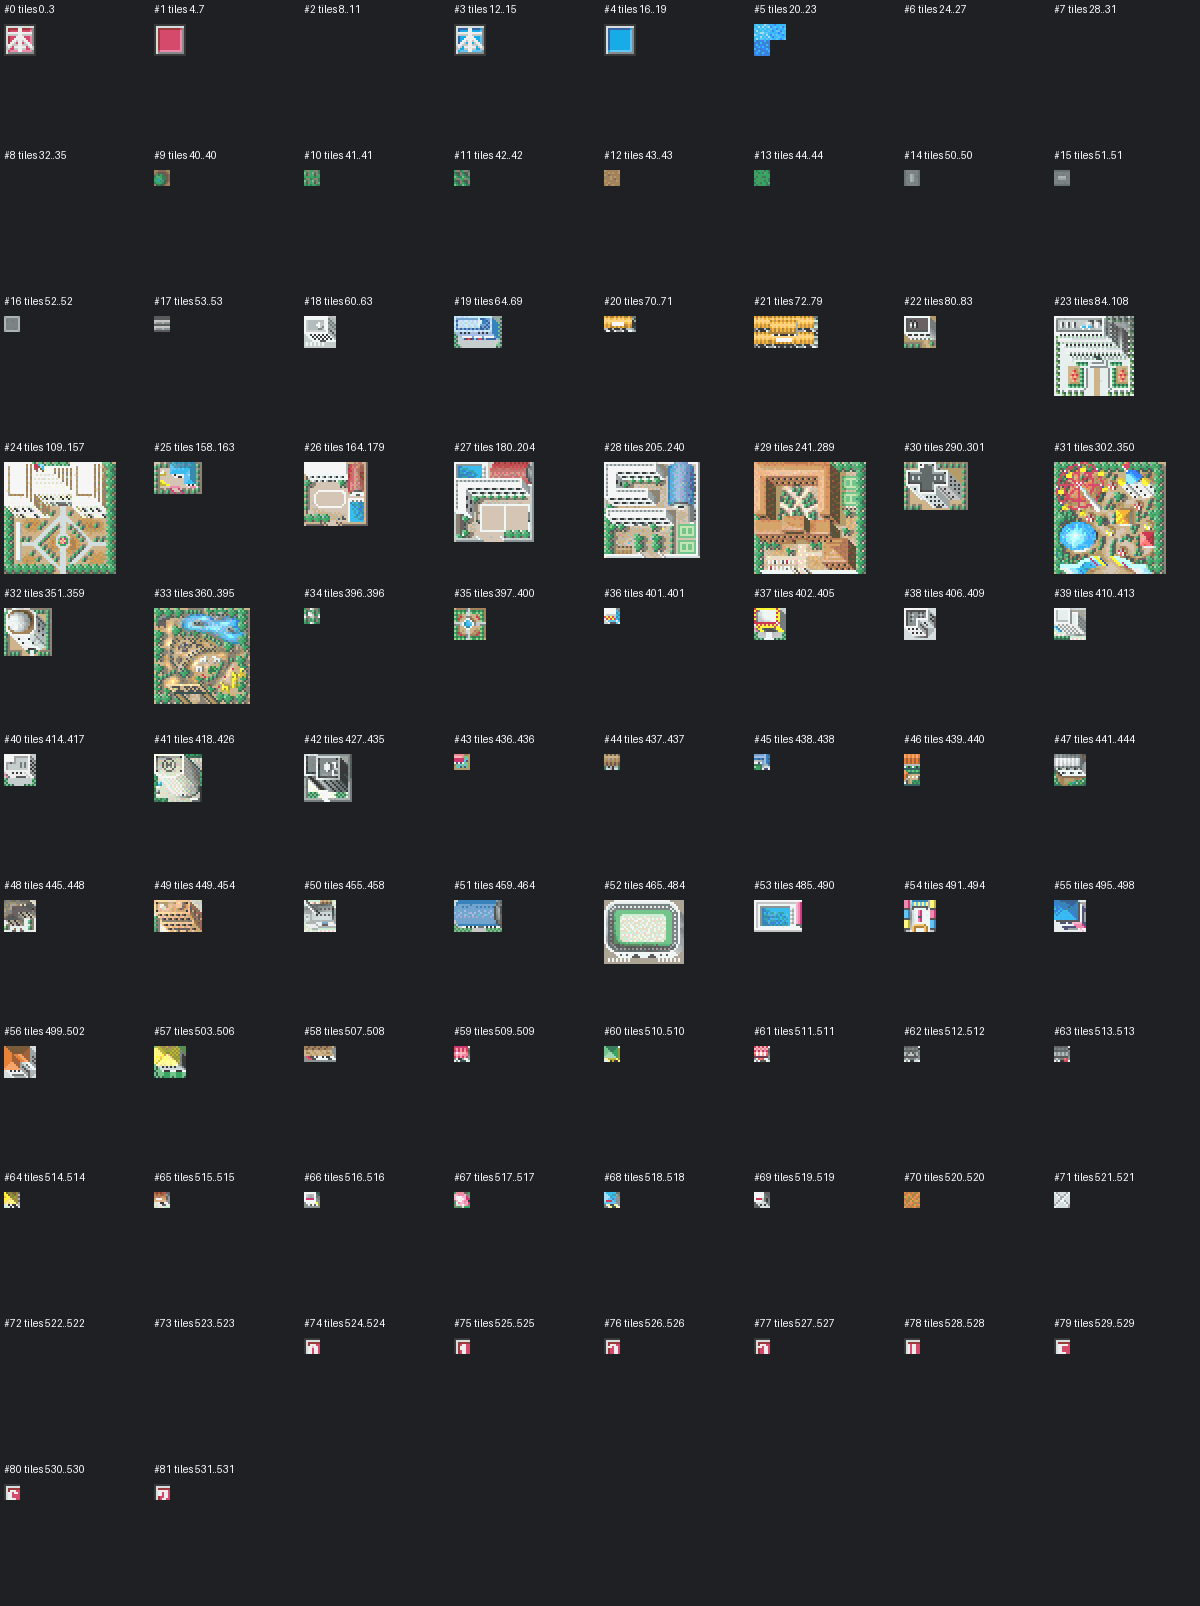 #0 tiles 0..3 #1 tiles 4..7 #2 tiles 8..11 #3 tiles 12..15 #4 tiles 16..19 #5 tiles 20..23 #6 tiles 24..27 #7 tiles 28..31
#8 tiles 32..35 #9 tiles 40..40 #10 tiles 41..41 #11 tiles 42..42 #12 tiles 43..43 #13 tiles 44..44 #14 tiles 50..50 #15 tiles 51..51
#16 tiles 52..52 #17 tiles 53..53 #18 tiles 60..63 #19 tiles 64..69 #20 tiles 70..71 #21 tiles 72..79 #22 tiles 80..83 #23 tiles 84..108
#24 tiles 109..157 #25 tiles 158..163 #26 tiles 164..179 #27 tiles 180..204 #28 tiles 205..240 #29 tiles 241..289 #30 tiles 290..301 #31 tiles 302..350
#32 tiles 351..359 #33 tiles 360..395 #34 tiles 396..396 #35 tiles 397..400 #36 tiles 401..401 #37 tiles 402..405 #38 tiles 406..409 #39 tiles 410..413
#40 tiles 414..417 #41 tiles 418..426 #42 tiles 427..435 #43 tiles 436..436 #44 tiles 437..437 #45 tiles 438..438 #46 tiles 439..440 #47 tiles 441..444
#48 tiles 445..448 #49 tiles 449..454 #50 tiles 455..458 #51 tiles 459..464 #52 tiles 465..484 #53 tiles 485..490 #54 tiles 491..494 #55 tiles 495..498
#56 tiles 499..502 #57 tiles 503..506 #58 tiles 507..508 #59 tiles 509..509 #60 tiles 510..510 #61 tiles 511..511 #62 tiles 512..512 #63 tiles 513..513
#64 tiles 514..514 #65 tiles 515..515 #66 tiles 516..516 #67 tiles 517..517 #68 tiles 518..518 #69 tiles 519..519 #70 tiles 520..520 #71 tiles 521..521
#72 tiles 522..522 #73 tiles 523..523 #74 tiles 524..524 #75 tiles 525..525 #76 tiles 526..526 #77 tiles 527..527 #78 tiles 528..528 #79 tiles 529..529
#80 tiles 530..530 #81 tiles 531..531